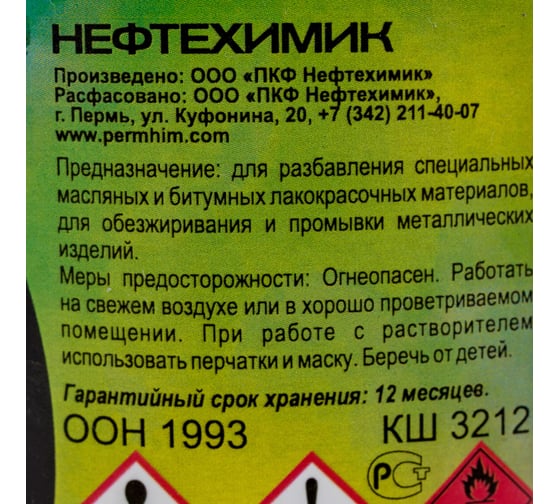 НЕФТЕХИМИК
Произведено: ООО «ПКФ Нефтехимик»
Расфасовано: ООО «ПКФ Нефтехимик»,
г. Пермь, ул. Куфонина, 20, +7 (342) 211-40-07
www.permhim.com
Предназначение: для разбавления специальных
масляных и битумных лакокрасочных материалов,
для обезжиривания и промывки металлических
изделий.
Меры предосторожности: Огнеопасен. Работать
на свежем воздухе или в хорошо проветриваемом
помещении. При работе с растворителем
использовать перчатки и маску. Беречь от детей.
Гарантийный срок хранения: 12 месяцев.
ООН 1993 КШ 3212
РСТ